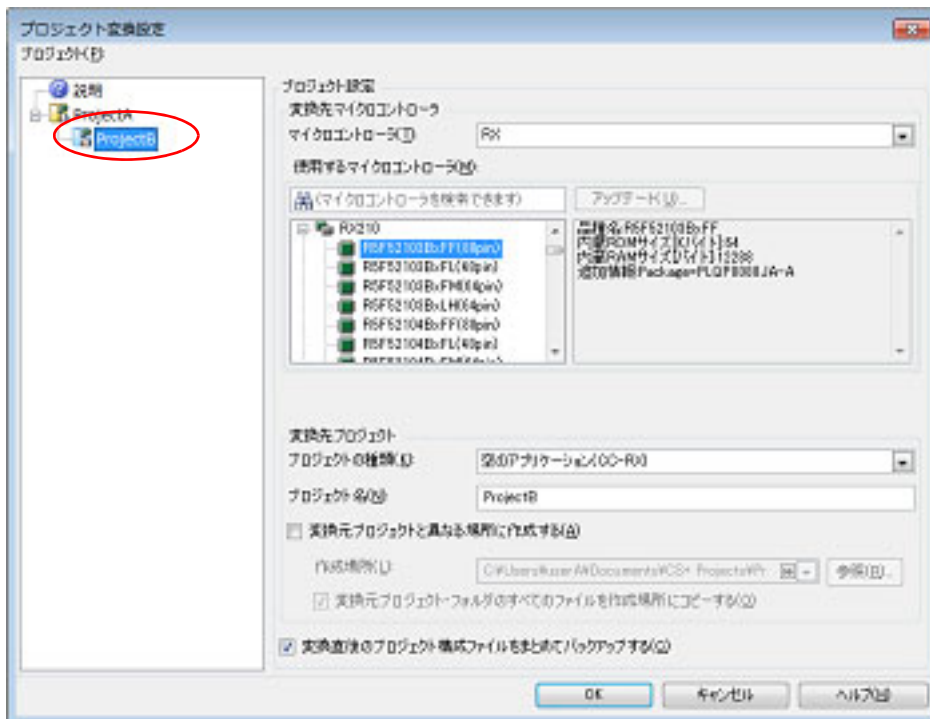 プロジェクト変換設定
プロジェクト(P)
説明
ProjectA
ProjectB
プロジェクト設定
変換先マイクロコントローラ
マイクロコントローラ(T) RX
使用するマイクロコントローラ(M):
(マイクロコントローラを検索できます) アップデート(U)...
RX210
R5F52103BxFF(80pin)
R5F52103BxFL(48pin)
R5F52103BxFM(64pin)
R5F52103BxLH(64pin)
R5F52104BxFF(80pin)
R5F52104BxFL(48pin)
R5F52104BxFM(64pin)
品種名:R5F52103BxFF
内蔵ROMサイズ[Kバイト]:64
内蔵RAMサイズ[バイト]:12288
追加情報:Package=PLQP0080JA-A
変換先プロジェクト
プロジェクトの種類(K): 空のアプリケーション(CC-RX)
プロジェクト名(N): ProjectB
変換元プロジェクトと異なる場所に作成する(A)
作成場所(L): 参照(R)...
変換元プロジェクト・フォルダのすべてのファイルを作成場所にコピーする(O)
変換直後のプロジェクト構成ファイルをまとめてバックアップする(C)
OK キャンセル ヘルプ(H)